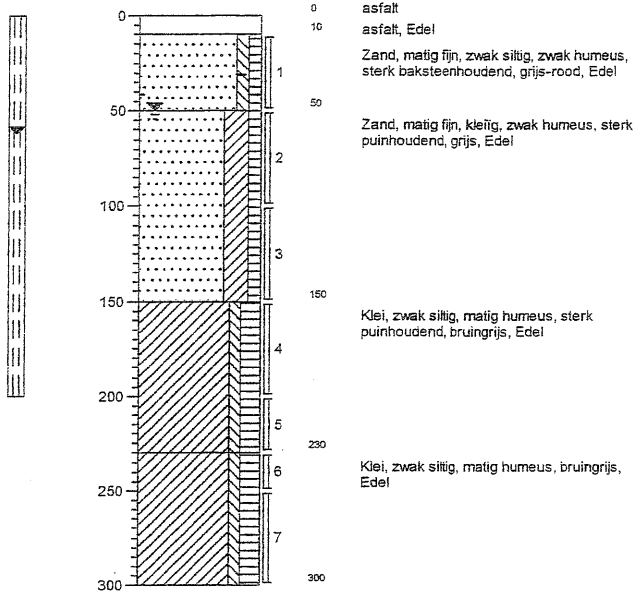 0
0
asfalt
10
asfalt, Edel
1
Zand, matig fijn, zwak siltig, zwak humeus,
sterk baksteenhoudend, grijs-rood, Edel
50
50
2
Zand, matig fijn, kleiïg, zwak humeus, sterk
puinhoudend, grijs, Edel
100
3
150
150
4
Klei, zwak siltig, matig humeus, sterk
puinhoudend, bruingrijs, Edel
200
5
230
6
Klei, zwak siltig, matig humeus, bruingrijs,
Edel
250
7
300
300